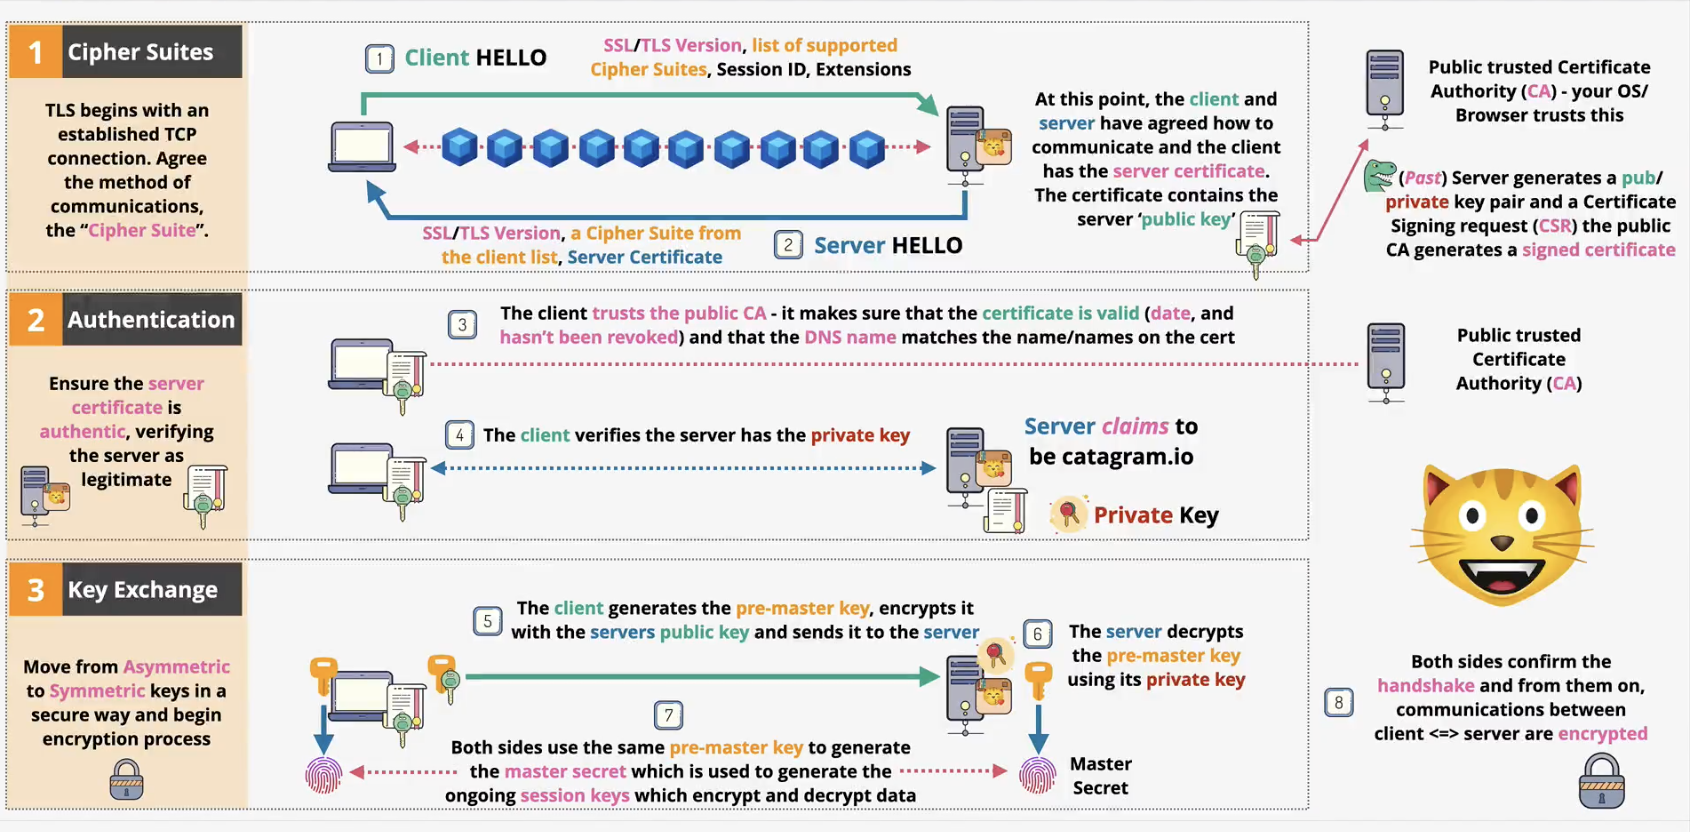 1 Cipher Suites
TLS begins with an
established TCP
connection. Agree
the method of
communications,
the “Cipher Suite”.
1 Client HELLO
SSL/TLS Version, list of supported
Cipher Suites, Session ID, Extensions
SSL/TLS Version, a Cipher Suite from
the client list, Server Certificate
2 Server HELLO
At this point, the client and
server have agreed how to
communicate and the client
has the server certificate.
The certificate contains the
server ‘public key’
Public trusted Certificate
Authority (CA) - your OS/
Browser trusts this
(Past) Server generates a pub/
private key pair and a Certificate
Signing request (CSR) the public
CA generates a signed certificate
2 Authentication
Ensure the server
certificate is
authentic, verifying
the server as
legitimate
3 The client trusts the public CA - it makes sure that the certificate is valid (date, and
hasn’t been revoked) and that the DNS name matches the name/names on the cert
Public trusted
Certificate
Authority (CA)
4 The client verifies the server has the private key
Server claims to
be catagram.io
Private Key
3 Key Exchange
Move from Asymmetric
to Symmetric keys in a
secure way and begin
encryption process
5 The client generates the pre-master key, encrypts it
with the servers public key and sends it to the server
6 The server decrypts
the pre-master key
using its private key
7
Both sides use the same pre-master key to generate
the master secret which is used to generate the
ongoing session keys which encrypt and decrypt data
Master
Secret
8
Both sides confirm the
handshake and from them on,
communications between
client <=> server are encrypted